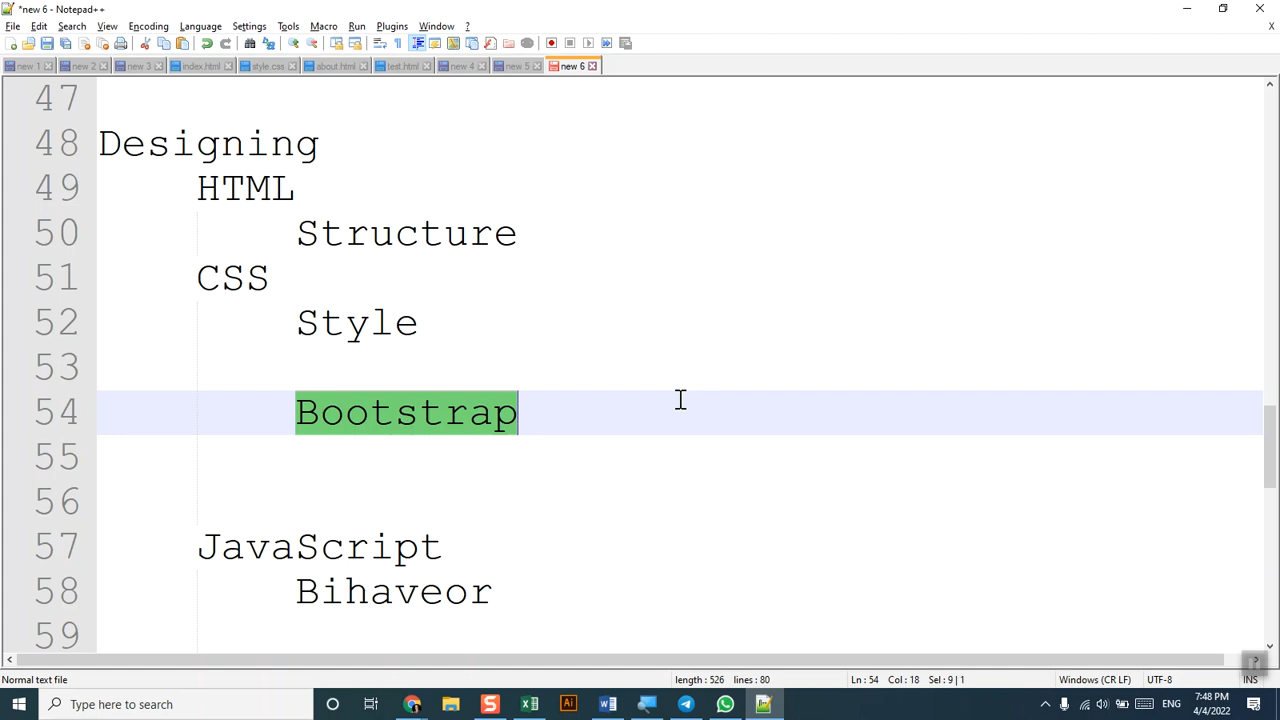 *new 6 - Notepad++
File Edit Search View Encoding Language Settings Tools Macro Run Plugins Window ?
X
new 1 new 2 new 3 index.html style.css about.html test.html new 4 new 5 new 6
47
48 Designing
49 HTML
50 Structure
51 CSS
52 Style
53
54 Bootstrap
55
56
57 JavaScript
58 Bihaveor
59
Normal text file length : 526 lines : 80 Ln : 54 Col : 18 Sel : 9 | 1 Windows (CR LF) UTF-8 INS
Type here to search
7:48 PM
4/4/2022